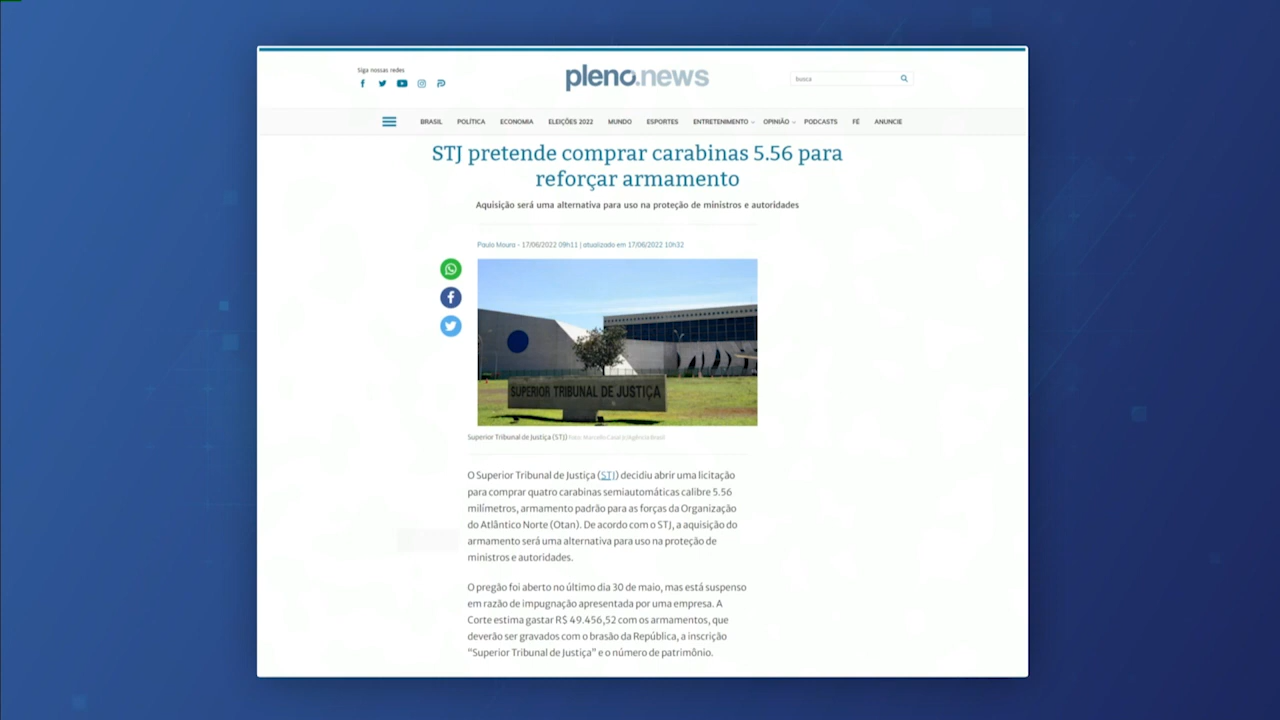 Siga nossas redes
pleno.news
busca
BRASIL POLÍTICA ECONOMIA ELEIÇÕES 2022 MUNDO ESPORTES ENTRETENIMENTO OPINIÃO PODCASTS FÉ ANUNCIE
STJ pretende comprar carabinas 5.56 para
reforçar armamento
Aquisição será uma alternativa para uso na proteção de ministros e autoridades
Paulo Moura - 17/06/2022 09h11 | atualizado em 17/06/2022 10h32
SUPERIOR TRIBUNAL DE JUSTIÇA
Superior Tribunal de Justiça (STJ) Foto: Marcello Casal Jr/Agência Brasil
O Superior Tribunal de Justiça (STJ) decidiu abrir uma licitação
para comprar quatro carabinas semiautomáticas calibre 5.56
milímetros, armamento padrão para as forças da Organização
do Atlântico Norte (Otan). De acordo com o STJ, a aquisição do
armamento será uma alternativa para uso na proteção de
ministros e autoridades.
O pregão foi aberto no último dia 30 de maio, mas está suspenso
em razão de impugnação apresentada por uma empresa. A
Corte estima gastar R$ 49.456,52 com os armamentos, que
deverão ser gravados com o brasão da República, a inscrição
"Superior Tribunal de Justiça" e o número de patrimônio.